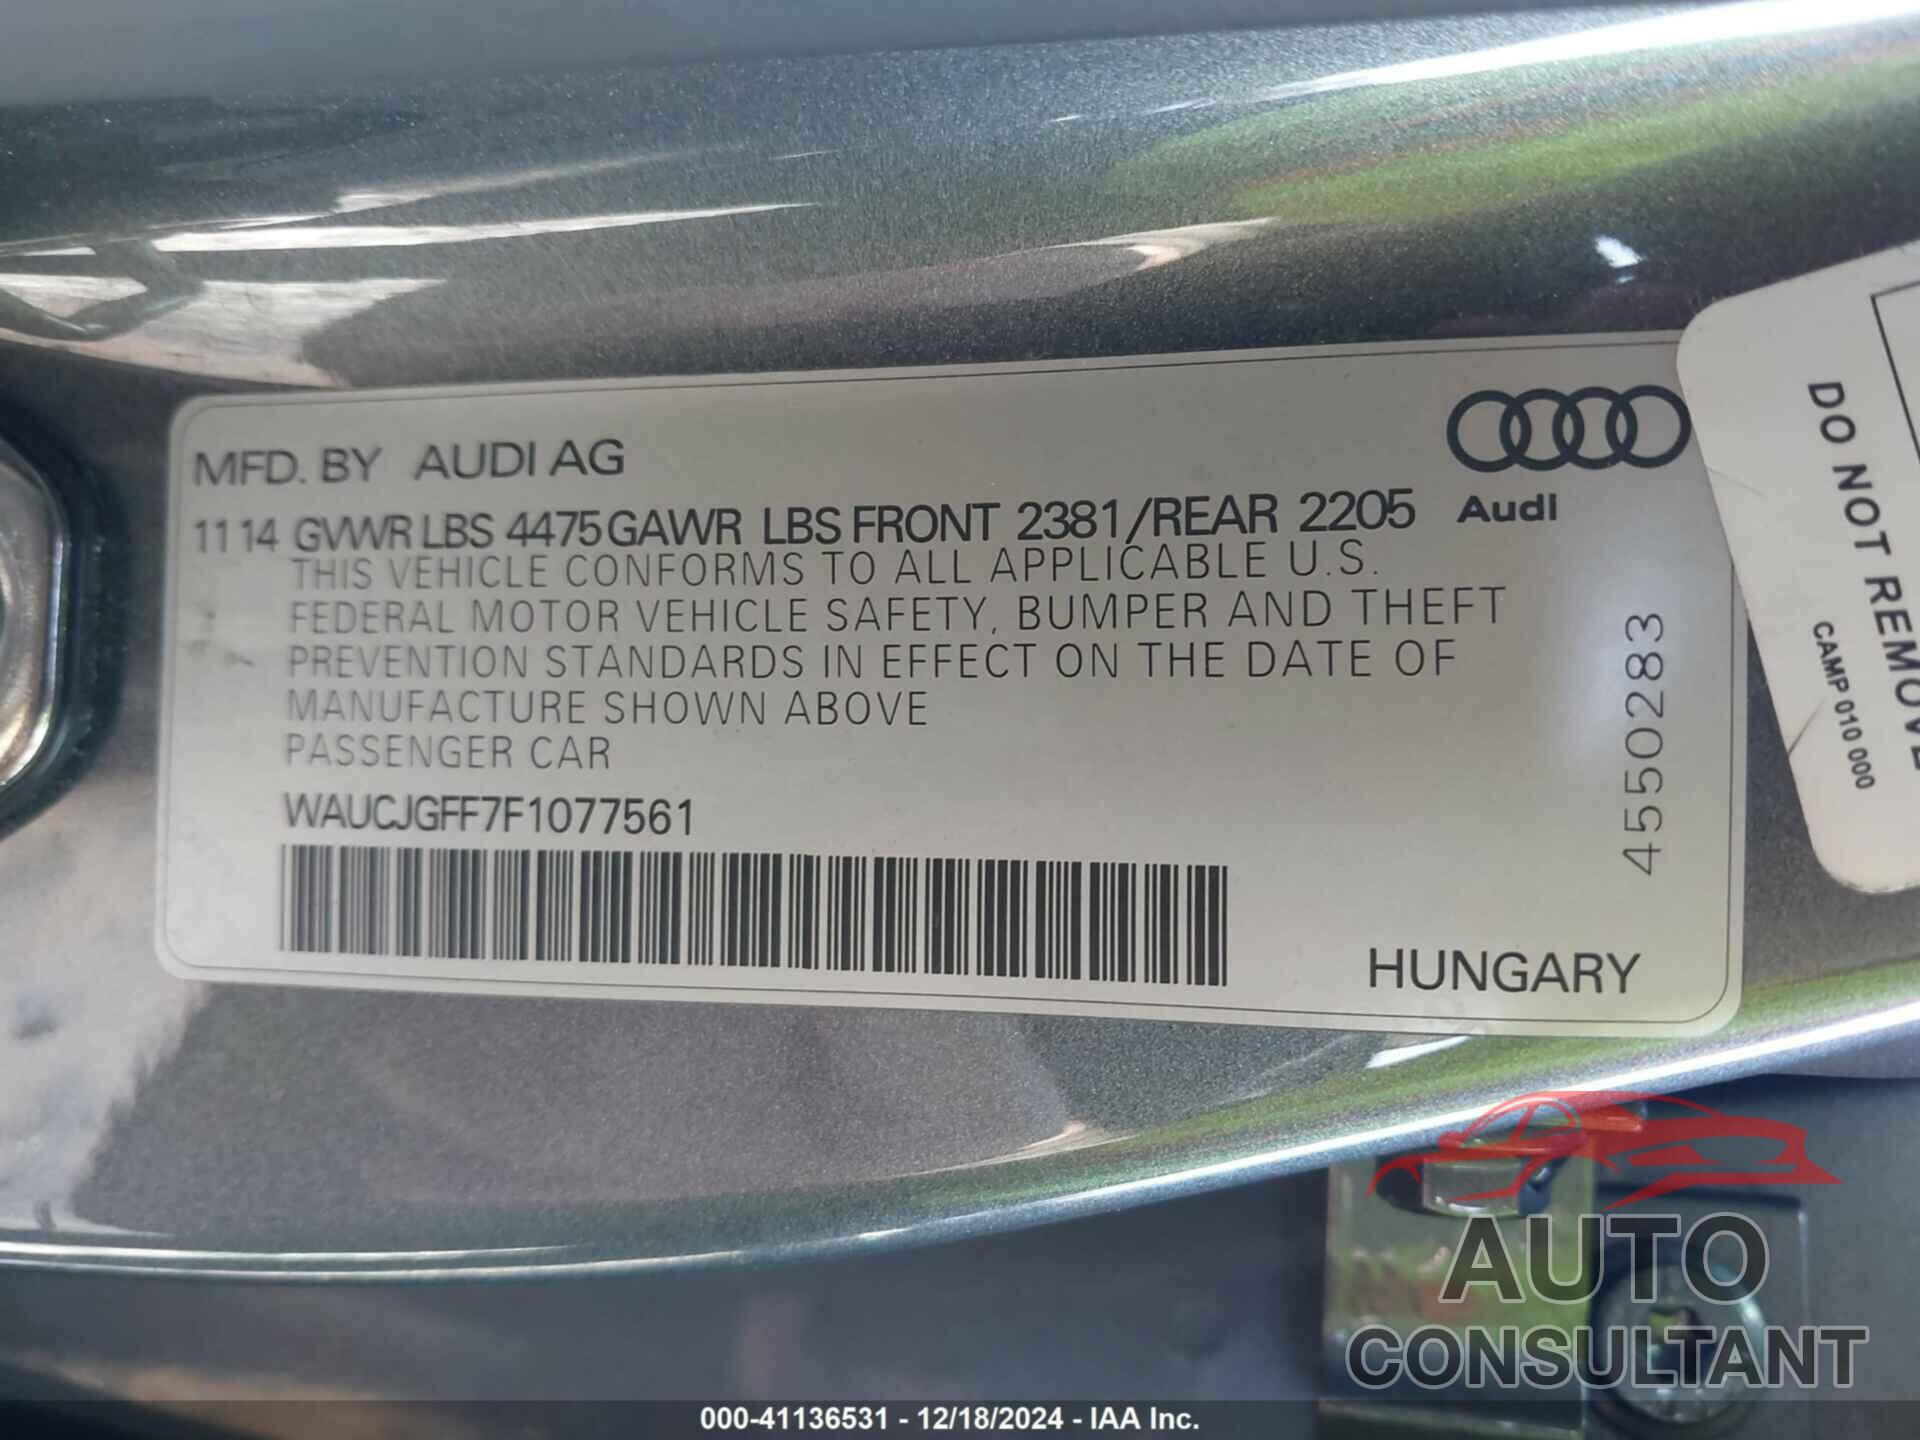 MFD. BY AUDI AG
Audi
11 14 GVWR LBS 4475 GAWR LBS FRONT 2381/REAR 2205
THIS VEHICLE CONFORMS TO ALL APPLICABLE U.S.
FEDERAL MOTOR VEHICLE SAFETY, BUMPER AND THEFT
PREVENTION STANDARDS IN EFFECT ON THE DATE OF
MANUFACTURE SHOWN ABOVE
PASSENGER CAR
WAUCJGFF7F1077561
HUNGARY
4550283
DO NOT REMOVE
CAMP 010 000
AUTO
CONSULTANT
000-41136531 - 12/18/2024 - IAA Inc.